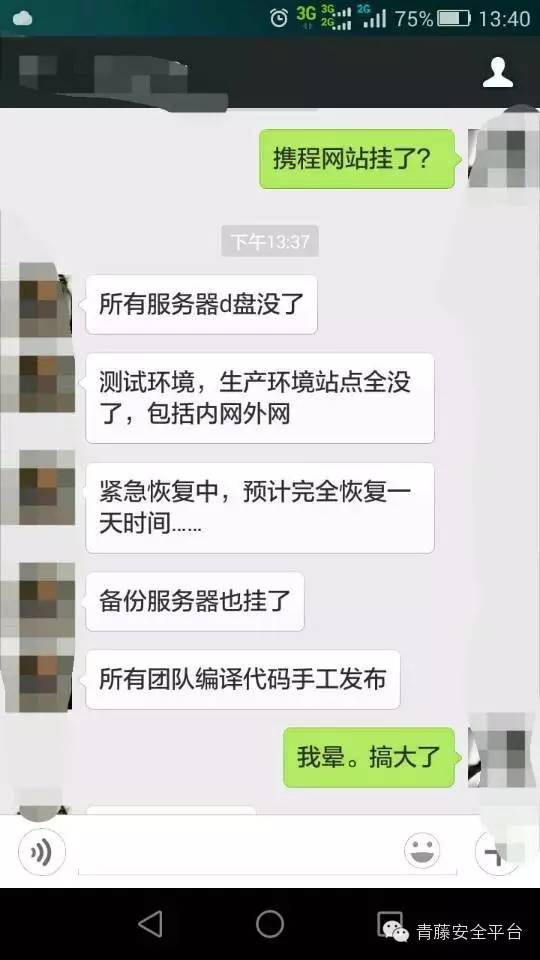 3G 3G 2G 2G 75% 13:40
携程网站挂了?
下午13:37
所有服务器d盘没了
测试环境，生产环境站点全没
了，包括内网外网
紧急恢复中，预计完全恢复一
天时间......
备份服务器也挂了
所有团队编译代码手工发布
我晕。搞大了
青藤安全平台